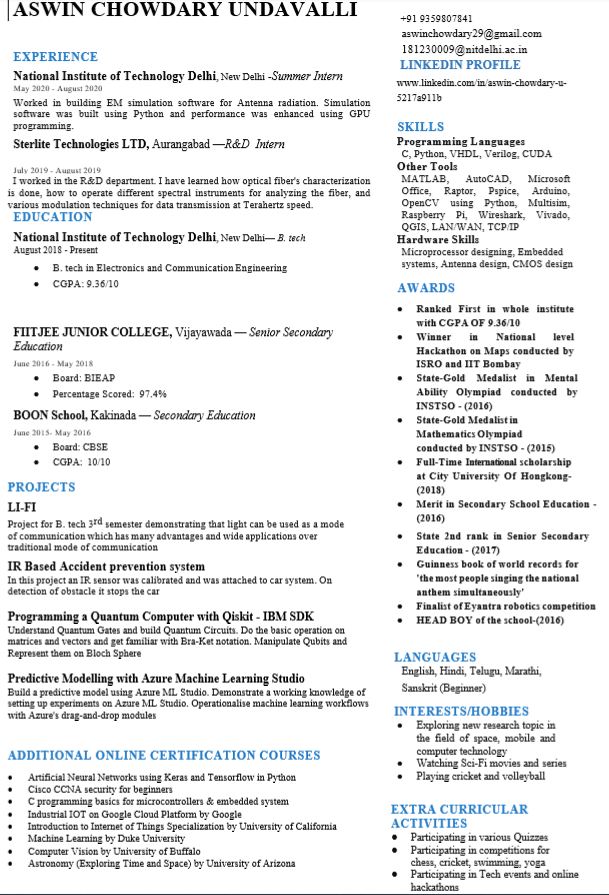 ASWIN CHOWDARY UNDAVALLI
EXPERIENCE
National Institute of Technology Delhi, New Delhi -Summer Intern
May 2020 - August 2020
Worked in building EM simulation software for Antenna radiation. Simulation
software was built using Python and performance was enhanced using GPU
programming.
Sterlite Technologies LTD, Aurangabad —R&D Intern
July 2019 - August 2019
I worked in the R&D department. I have learned how optical fiber's characterization
is done, how to operate different spectral instruments for analyzing the fiber, and
various modulation techniques for data transmission at Terahertz speed.
EDUCATION
National Institute of Technology Delhi, New Delhi— B. tech
August 2018 - Present
• B. tech in Electronics and Communication Engineering
• CGPA: 9.36/10
FIITJEE JUNIOR COLLEGE, Vijayawada — Senior Secondary
Education
June 2016 - May 2018
• Board: BIEAP
• Percentage Scored: 97.4%
BOON School, Kakinada — Secondary Education
June 2015- May 2016
• Board: CBSE
• CGPA: 10/10
PROJECTS
LI-FI
Project for B. tech 3rd semester demonstrating that light can be used as a mode
of communication which has many advantages and wide applications over
traditional mode of communication
IR Based Accident prevention system
In this project an IR sensor was calibrated and was attached to car system. On
detection of obstacle it stops the car
Programming a Quantum Computer with Qiskit - IBM SDK
Understand Quantum Gates and build Quantum Circuits. Do the basic operation on
matrices and vectors and get familiar with Bra-Ket notation. Manipulate Qubits and
Represent them on Bloch Sphere
Predictive Modelling with Azure Machine Learning Studio
Build a predictive model using Azure ML Studio. Demonstrate a working knowledge of
setting up experiments on Azure ML Studio. Operationalise machine learning workflows
with Azure's drag-and-drop modules
ADDITIONAL ONLINE CERTIFICATION COURSES
• Artificial Neural Networks using Keras and Tensorflow in Python
• Cisco CCNA security for beginners
• C programming basics for microcontrollers & embedded system
• Industrial IOT on Google Cloud Platform by Google
• Introduction to Internet of Things Specialization by University of California
• Machine Learning by Duke University
• Computer Vision by University of Buffalo
• Astronomy (Exploring Time and Space) by University of Arizona
+91 9359807841
aswinchowdary29@gmail.com
181230009@nitdelhi.ac.in
LINKEDIN PROFILE
www.linkedin.com/in/aswin-chowdary-u-
5217a911b
SKILLS
Programming Languages
C, Python, VHDL, Verilog, CUDA
Other Tools
MATLAB, AutoCAD, Microsoft
Office, Raptor, Pspice, Arduino,
OpenCV using Python, Multisim,
Raspberry Pi, Wireshark, Vivado,
QGIS, LAN/WAN, TCP/IP
Hardware Skills
Microprocessor designing, Embedded
systems, Antenna design, CMOS design
AWARDS
• Ranked First in whole institute
with CGPA OF 9.36/10
• Winner in National level
Hackathon on Maps conducted by
ISRO and IIT Bombay
• State-Gold Medalist in Mental
Ability Olympiad conducted by
INSTSO - (2016)
• State-Gold Medalist in
Mathematics Olympiad
conducted by INSTSO - (2015)
• Full-Time International scholarship
at City University Of Hongkong-
(2018)
• Merit in Secondary School Education -
(2016)
• State 2nd rank in Senior Secondary
Education - (2017)
• Guinness book of world records for
'the most people singing the national
anthem simultaneously'
• Finalist of Eyantra robotics competition
• HEAD BOY of the school-(2016)
LANGUAGES
English, Hindi, Telugu, Marathi,
Sanskrit (Beginner)
INTERESTS/HOBBIES
• Exploring new research topic in
the field of space, mobile and
computer technology
• Watching Sci-Fi movies and series
• Playing cricket and volleyball
EXTRA CURRICULAR
ACTIVITIES
• Participating in various Quizzes
• Participating in competitions for
chess, cricket, swimming, yoga
• Participating in Tech events and online
hackathons